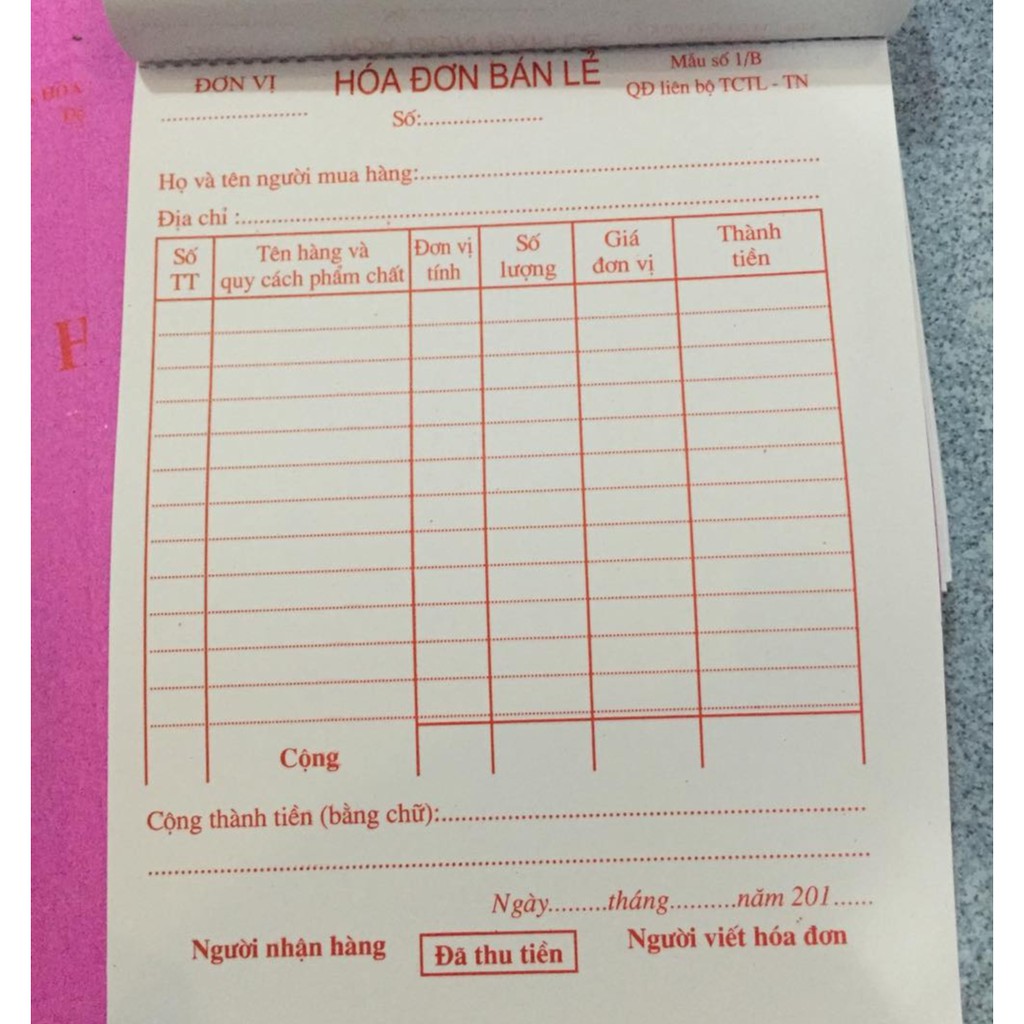 ĐƠN VỊ
HÓA ĐƠN BÁN LẺ
Mẫu số 1/B
QĐ liên bộ TCTL - TN
Số:
Họ và tên người mua hàng:
Địa chỉ :
Số TT
Tên hàng và quy cách phẩm chất
Đơn vị tính
Số lượng
Giá đơn vị
Thành tiền
Cộng
Cộng thành tiền (bằng chữ):
Ngày.........tháng..........năm 201......
Người nhận hàng
Đã thu tiền
Người viết hóa đơn
H